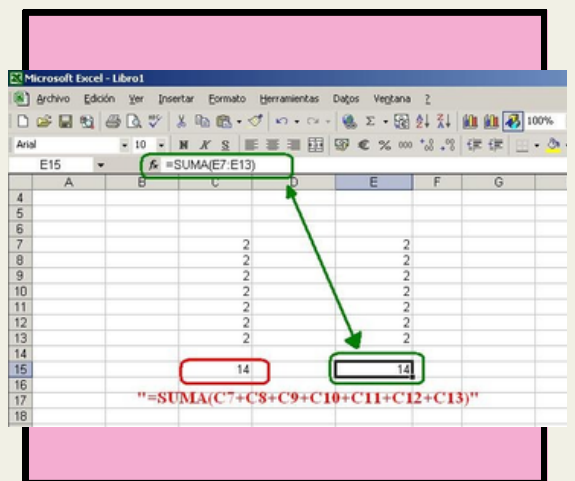 Microsoft Excel - Libro1
Archivo Edición Ver Insertar Formato Herramientas Datos Ventana ?
100%
Arial 10 N K S € % 000
E15 fx =SUMA(E7:E13)
A B C D E F G
4
5
6
7 2 2
8 2 2
9 2 2
10 2 2
11 2 2
12 2 2
13 2 2
14
15 14 14
16
17 "=SUMA(C7+C8+C9+C10+C11+C12+C13)"
18